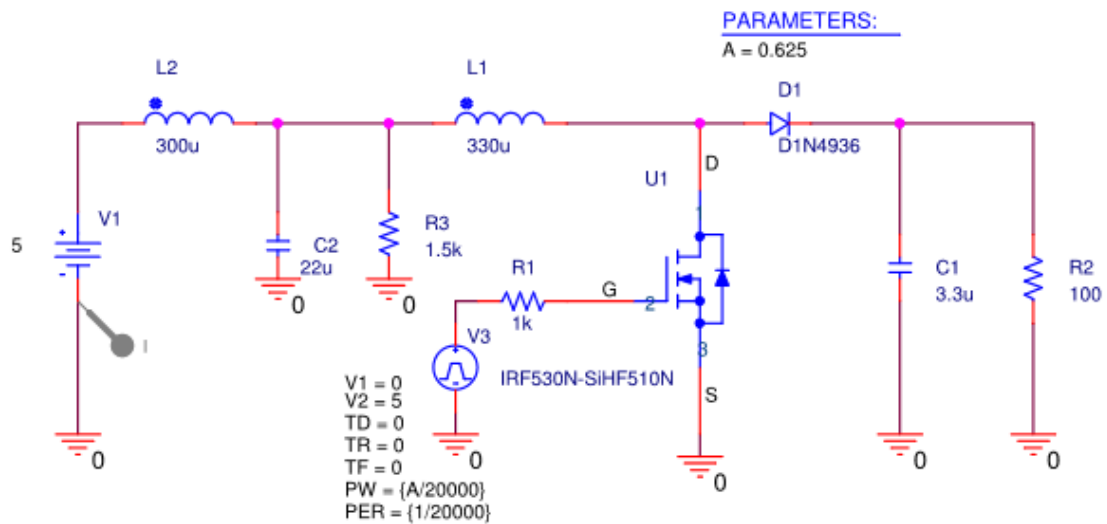 PARAMETERS:
A = 0.625
L2
L1
D1
300u
330u
D1N4936
D
U1
1
V1
+
5
-
C2
22u
R3
1.5k
R1
1k
G
2
C1
3.3u
R2
100
0
0
I
V3
+
-
3
IRF530N-SiHF510N
S
V1 = 0
V2 = 5
TD = 0
TR = 0
TF = 0
PW = {A/20000}
PER = {1/20000}
0
0
0
0
0